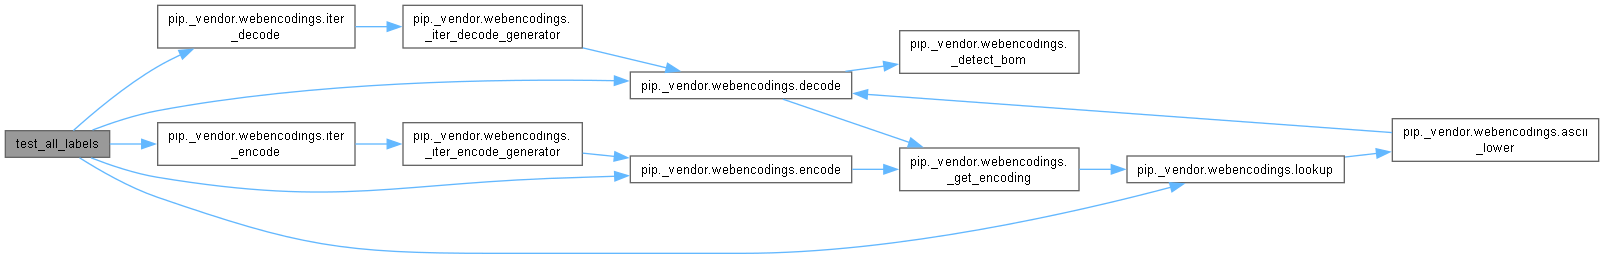 test_all_labels
pip._vendor.webencodings.iter
_decode
pip._vendor.webencodings.
_iter_decode_generator
pip._vendor.webencodings.decode
pip._vendor.webencodings.
_detect_bom
pip._vendor.webencodings.iter
_encode
pip._vendor.webencodings.
_iter_encode_generator
pip._vendor.webencodings.encode
pip._vendor.webencodings.
_get_encoding
pip._vendor.webencodings.lookup
pip._vendor.webencodings.ascii
_lower